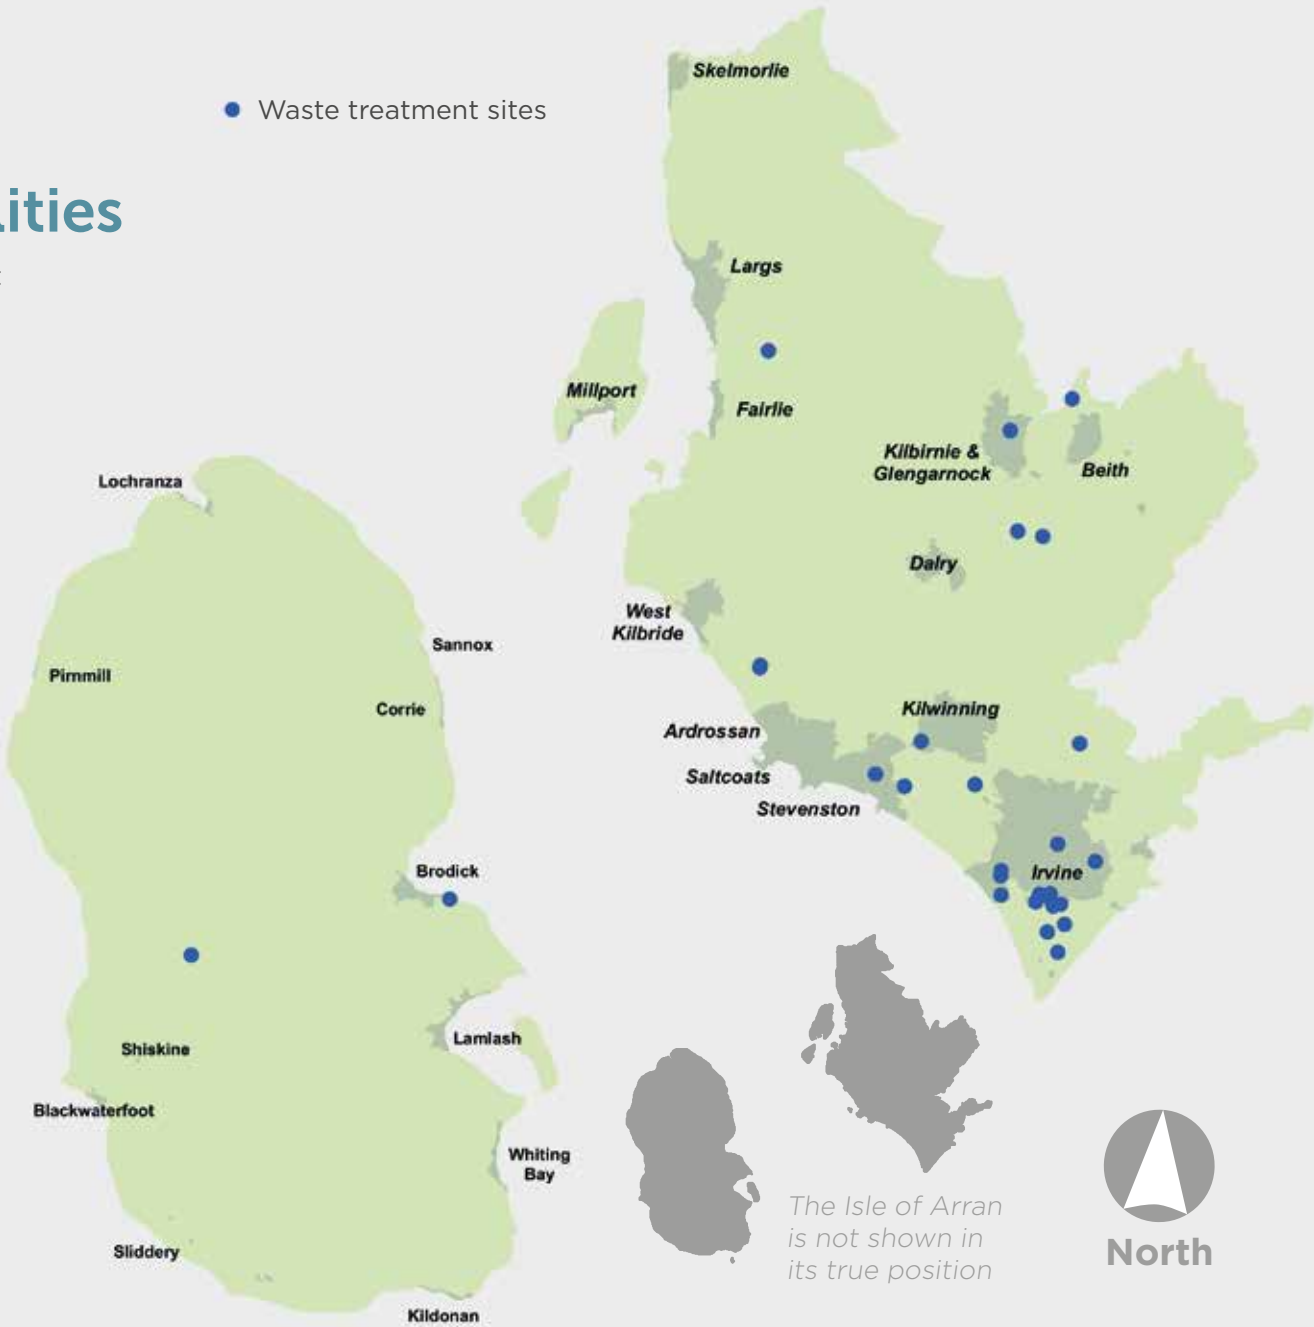 Skelmorlie
Waste treatment sites
lities
Largs
Millport
Fairlie
Kilbirnie &
Glengarnock
Beith
Lochranza
Dalry
West
Kilbride
Sannox
Pirnmill
Corrie
Kilwinning
Ardrossan
Saltcoats
Stevenston
Brodick
Irvine
Lamlash
Shiskine
Blackwaterfoot
Whiting
Bay
The Isle of Arran
is not shown in
its true position
North
Sliddery
Kildonan